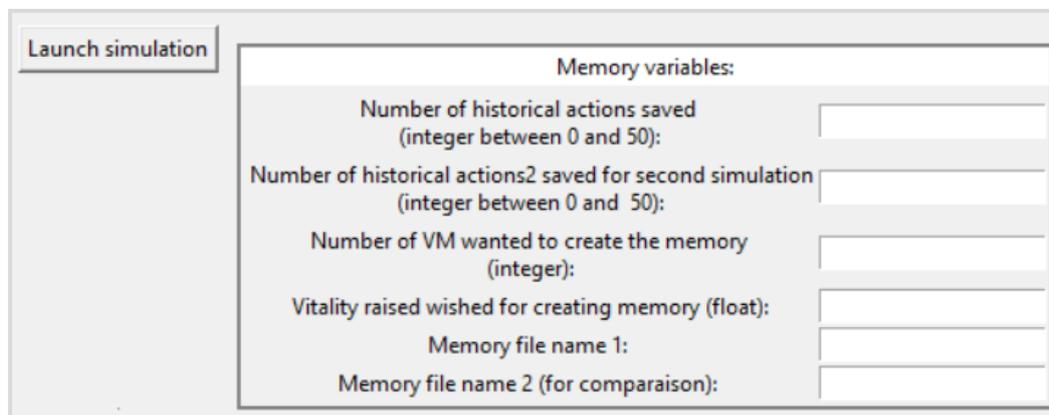 Launch simulation
Memory variables:
Number of historical actions saved
(integer between 0 and 50):
Number of historical actions2 saved for second simulation
(integer between 0 and  50):
Number of VM wanted to create the memory
(integer):
Vitality raised wished for creating memory (float):
Memory file name 1:
Memory file name 2 (for comparaison):